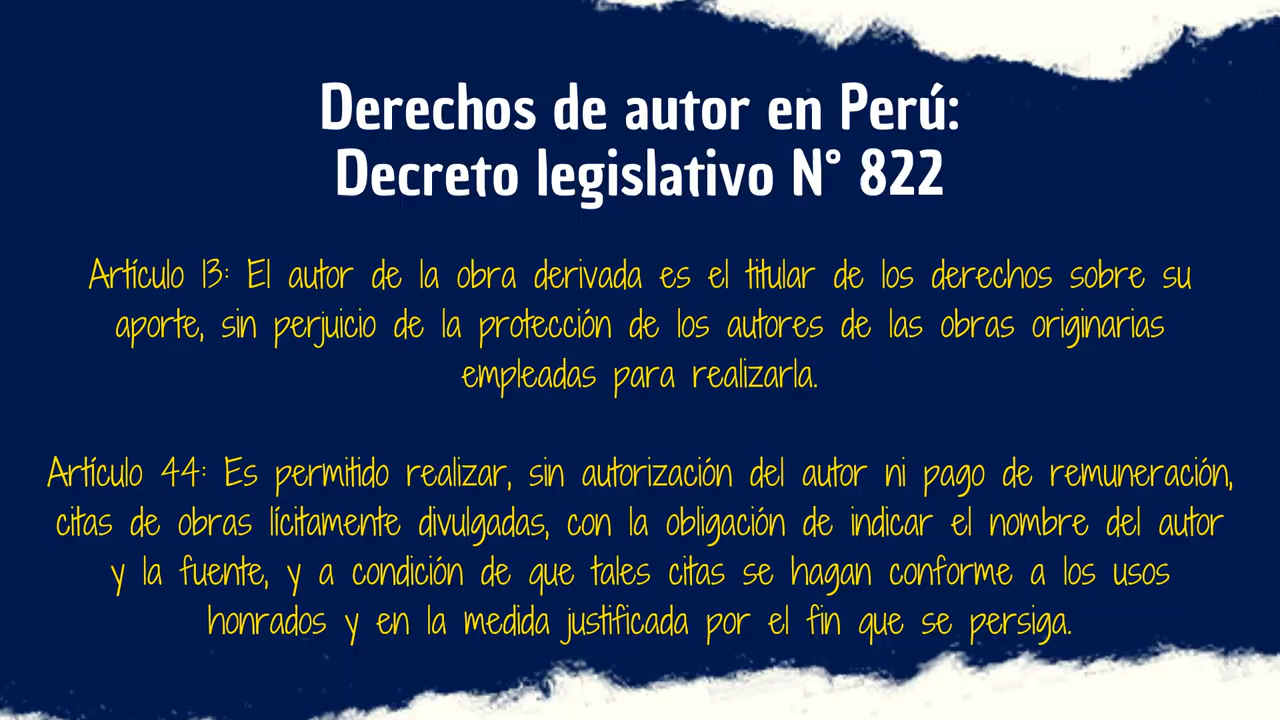 Derechos de autor en Perú:
Decreto legislativo N° 822
Artículo 13: El autor de la obra derivada es el titular de los derechos sobre su
aporte, sin perjuicio de la protección de los autores de las obras originarias
empleadas para realizarla.
Artículo 44: Es permitido realizar, sin autorización del autor ni pago de remuneración,
citas de obras lícitamente divulgadas, con la obligación de indicar el nombre del autor
y la fuente, y a condición de que tales citas se hagan conforme a los usos
honrados y en la medida justificada por el fin que se persiga.